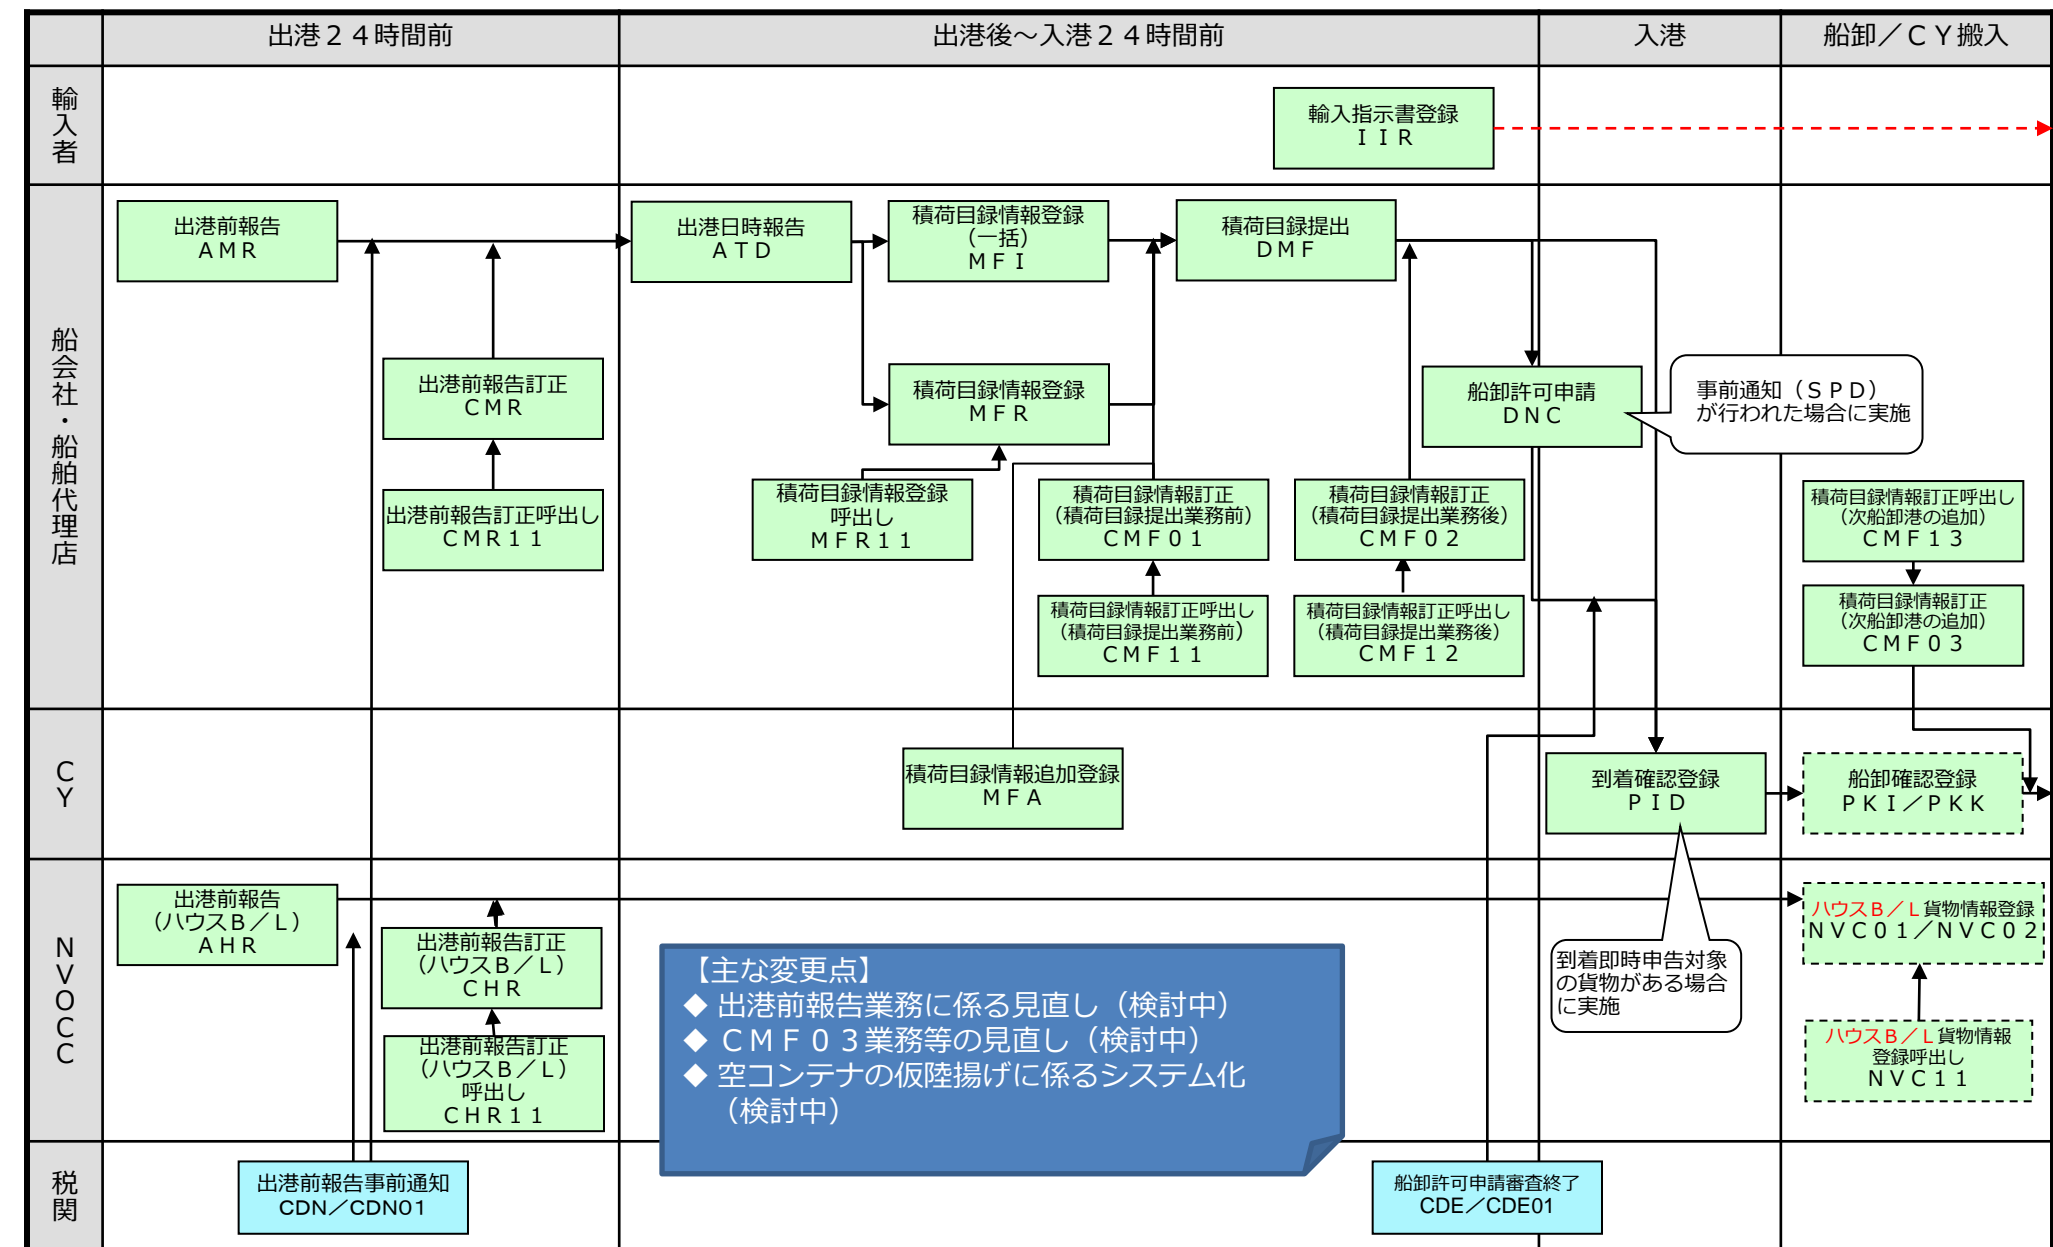 出港２４時間前
出港後～入港２４時間前
入港
船卸／ＣＹ搬入
輸入者
輸入指示書登録
ＩＩＲ
船会社・船舶代理店
出港前報告
ＡＭＲ
出港日時報告
ＡＴＤ
積荷目録情報登録
（一括）
ＭＦＩ
積荷目録提出
ＤＭＦ
出港前報告訂正
ＣＭＲ
積荷目録情報登録
ＭＦＲ
船卸許可申請
ＤＮＣ
事前通知（ＳＰＤ）
が行われた場合に実施
出港前報告訂正呼出し
ＣＭＲ１１
積荷目録情報登録
呼出し
ＭＦＲ１１
積荷目録情報訂正
（積荷目録提出業務前）
ＣＭＦ０１
積荷目録情報訂正
（積荷目録提出業務後）
ＣＭＦ０２
積荷目録情報訂正呼出し
（次船卸港の追加）
ＣＭＦ１３
積荷目録情報訂正呼出し
（積荷目録提出業務前）
ＣＭＦ１１
積荷目録情報訂正呼出し
（積荷目録提出業務後）
ＣＭＦ１２
積荷目録情報訂正
（次船卸港の追加）
ＣＭＦ０３
ＣＹ
積荷目録情報追加登録
ＭＦＡ
到着確認登録
ＰＩＤ
船卸確認登録
ＰＫＩ／ＰＫＫ
ＮＶＯＣＣ
出港前報告
（ハウスＢ／Ｌ）
ＡＨＲ
出港前報告訂正
（ハウスＢ／Ｌ）
ＣＨＲ
出港前報告訂正
（ハウスＢ／Ｌ）
呼出し
ＣＨＲ１１
【主な変更点】
◆ 出港前報告業務に係る見直し（検討中）
◆ ＣＭＦ０３業務等の見直し（検討中）
◆ 空コンテナの仮陸揚げに係るシステム化
（検討中）
到着即時申告対象
の貨物がある場合
に実施
ハウスＢ／Ｌ貨物情報登録
ＮＶＣ０１／ＮＶＣ０２
ハウスＢ／Ｌ貨物情報
登録呼出し
ＮＶＣ１１
税関
出港前報告事前通知
CDN／CDN01
船卸許可申請審査終了
CDE／CDE01